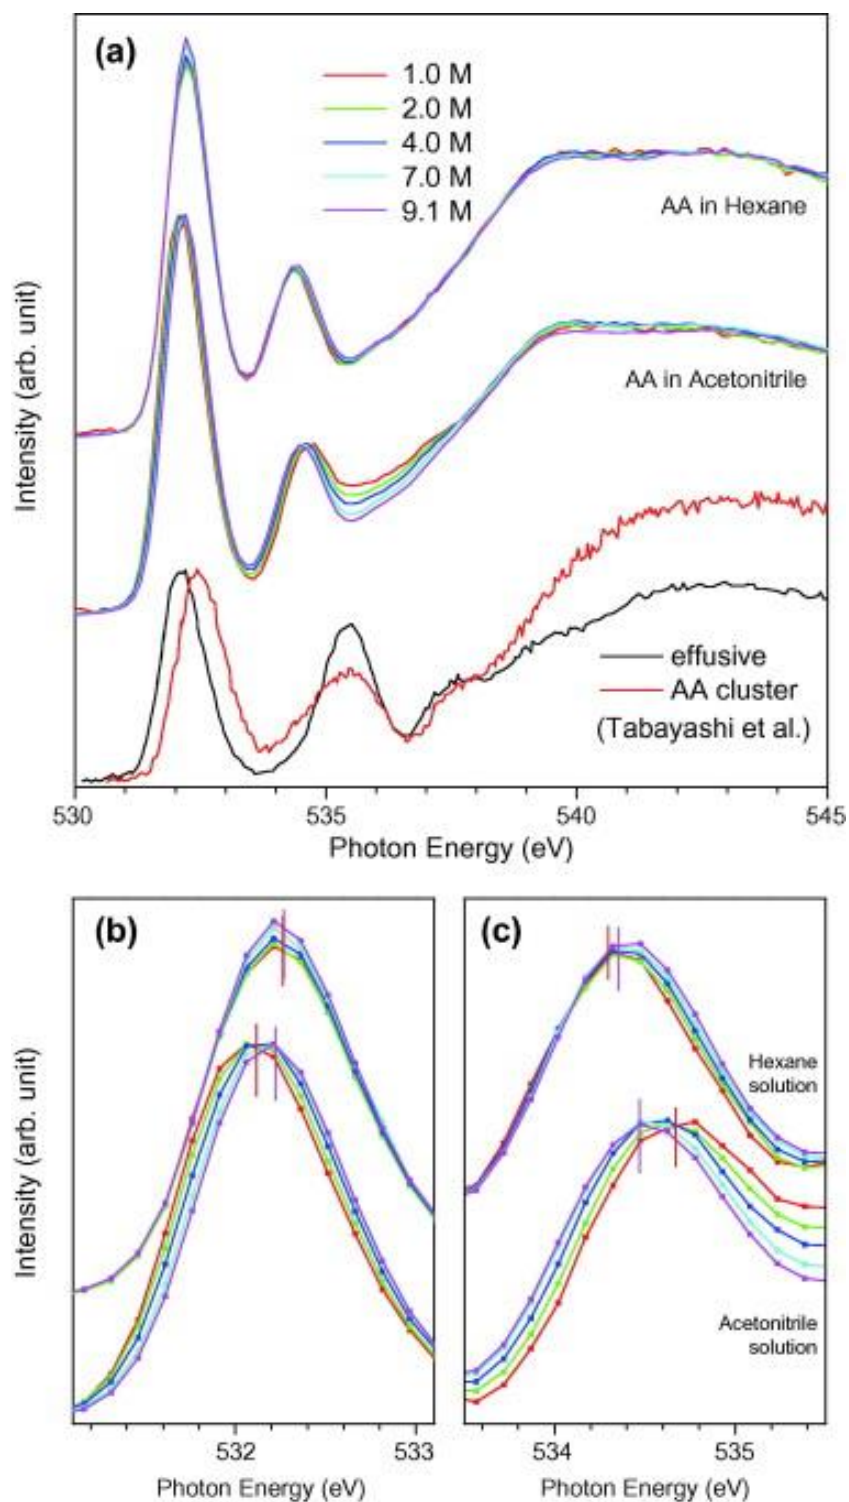 (a)
1.0 M
2.0 M
4.0 M
7.0 M
9.1 M
AA in Hexane
AA in Acetonitrile
effusive
AA cluster
(Tabayashi et al.)
Intensity (arb. unit)
530
535
540
545
Photon Energy (eV)
(b)
(c)
Hexane
solution
Acetonitrile
solution
Intensity (arb. unit)
532
533
534
535
Photon Energy (eV)
Photon Energy (eV)